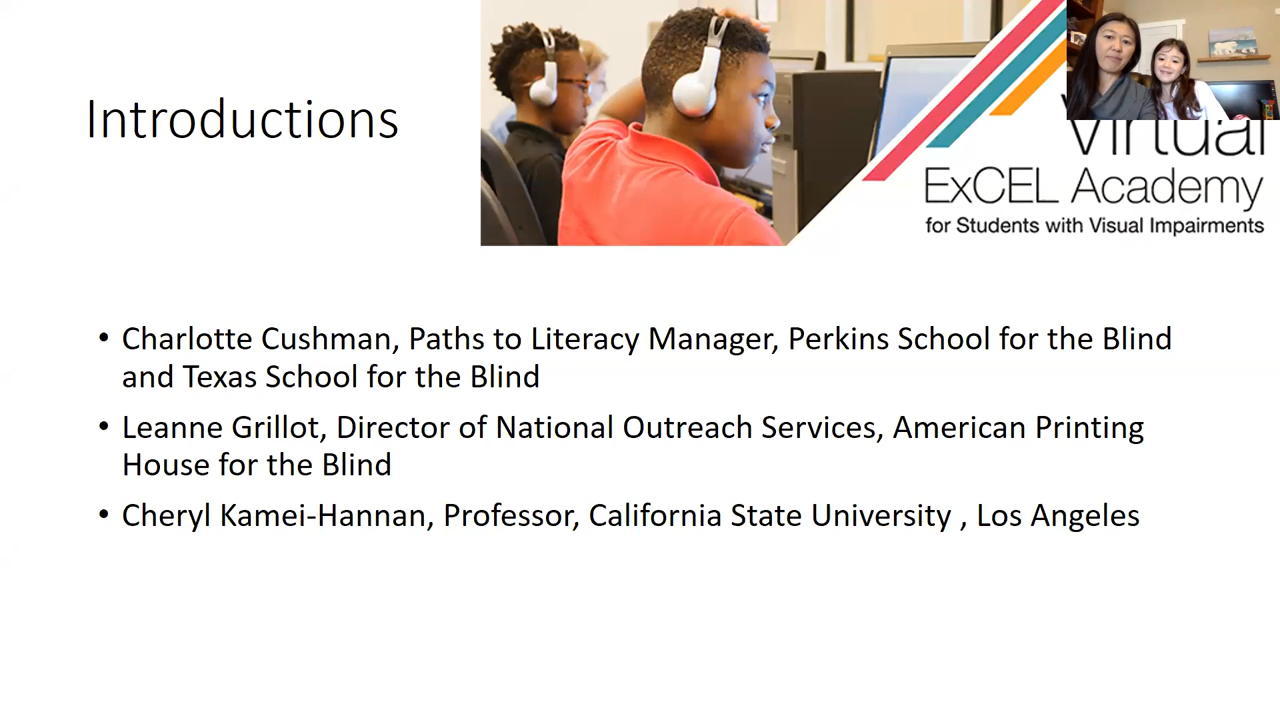 Introductions
Virtual
ExCEL Academy
for Students with Visual Impairments
• Charlotte Cushman, Paths to Literacy Manager, Perkins School for the Blind
and Texas School for the Blind
• Leanne Grillot, Director of National Outreach Services, American Printing
House for the Blind
• Cheryl Kamei-Hannan, Professor, California State University , Los Angeles